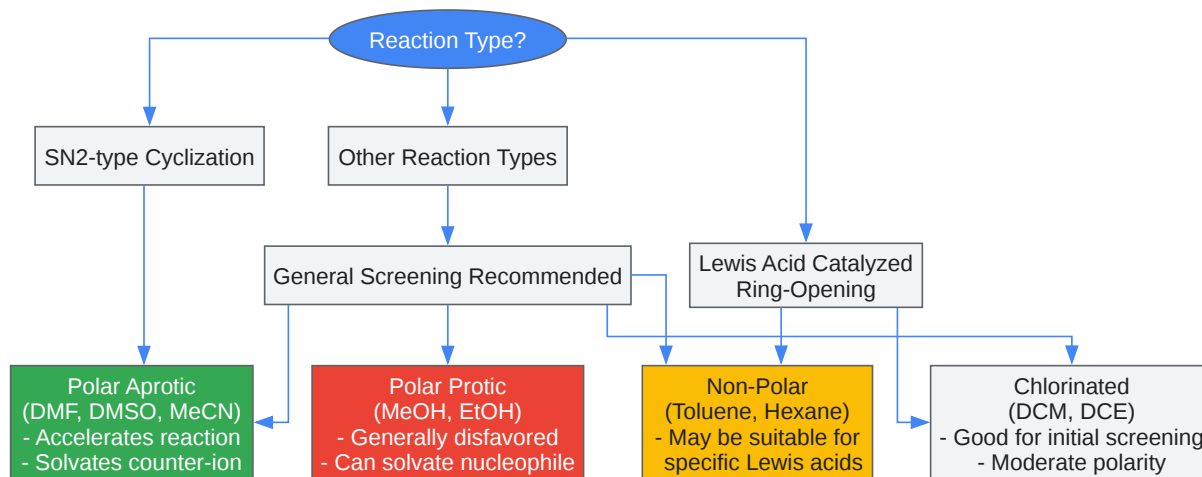 Reaction Type?
SN2-type Cyclization
Other Reaction Types
General Screening Recommended
Lewis Acid Catalyzed
Ring-Opening
Polar Aprotic
(DMF, DMSO, MeCN)
- Accelerates reaction
- Solvates counter-ion
Polar Protic
(MeOH, EtOH)
- Generally disfavored
- Can solvate nucleophile
Non-Polar
(Toluene, Hexane)
- May be suitable for
specific Lewis acids
Chlorinated
(DCM, DCE)
- Good for initial screening
- Moderate polarity